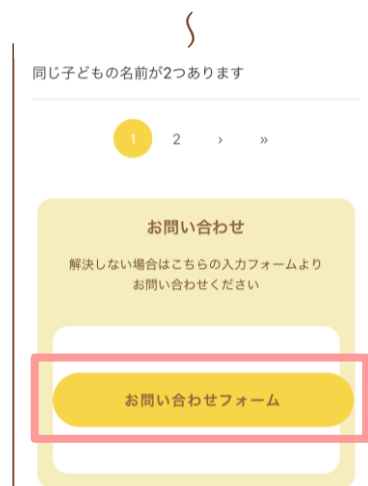 同じ子どもの名前が2つあります
1 2 › »
お問い合わせ
解決しない場合はこちらの入力フォームより
お問い合わせください
お問い合わせフォーム